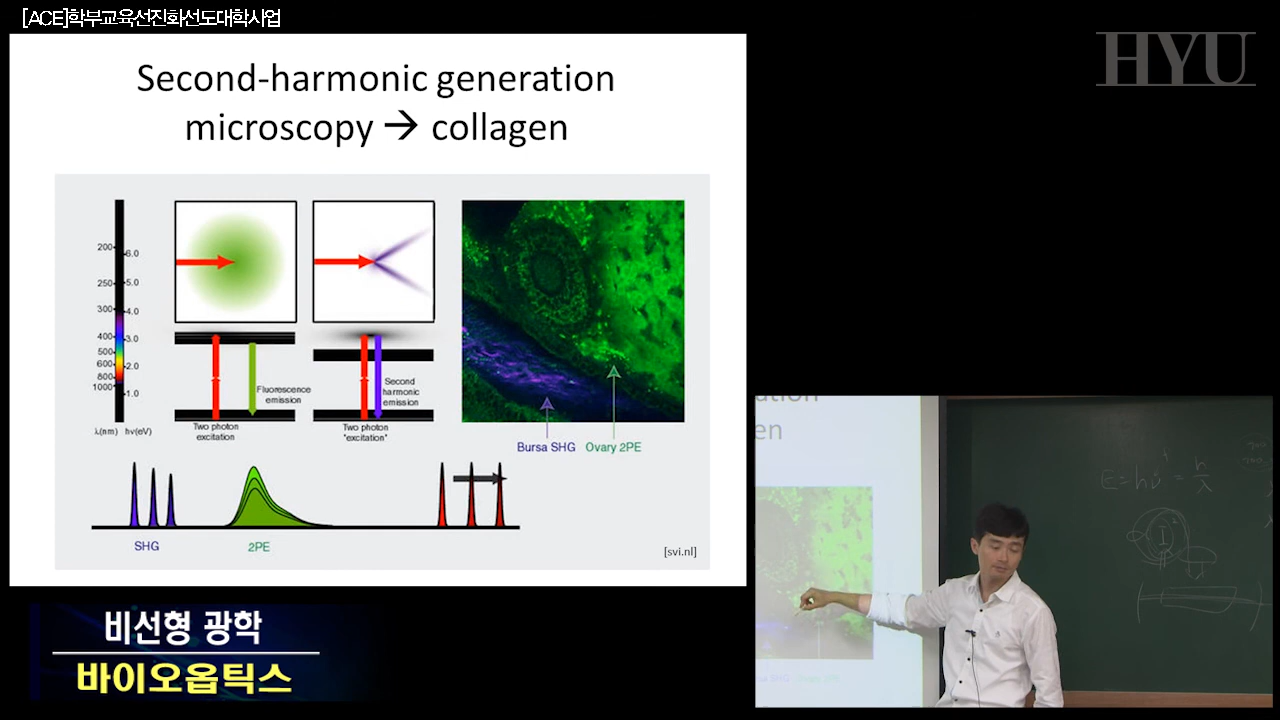 [ACE]학부교육선진화선도대학사업
HYU
Second-harmonic generation
microscopy → collagen
200
250
300
400
500
600
800
1000
6.0
5.0
4.0
3.0
2.0
1.0
λ(nm) hν(eV)
Fluorescence
emission
Two photon
excitation
Second
harmonic
emission
Two photon
"excitation"
Bursa SHG
Ovary 2PE
SHG
2PE
[svi.nl]
비선형 광학
바이오옵틱스
en
E=hν=h/λ